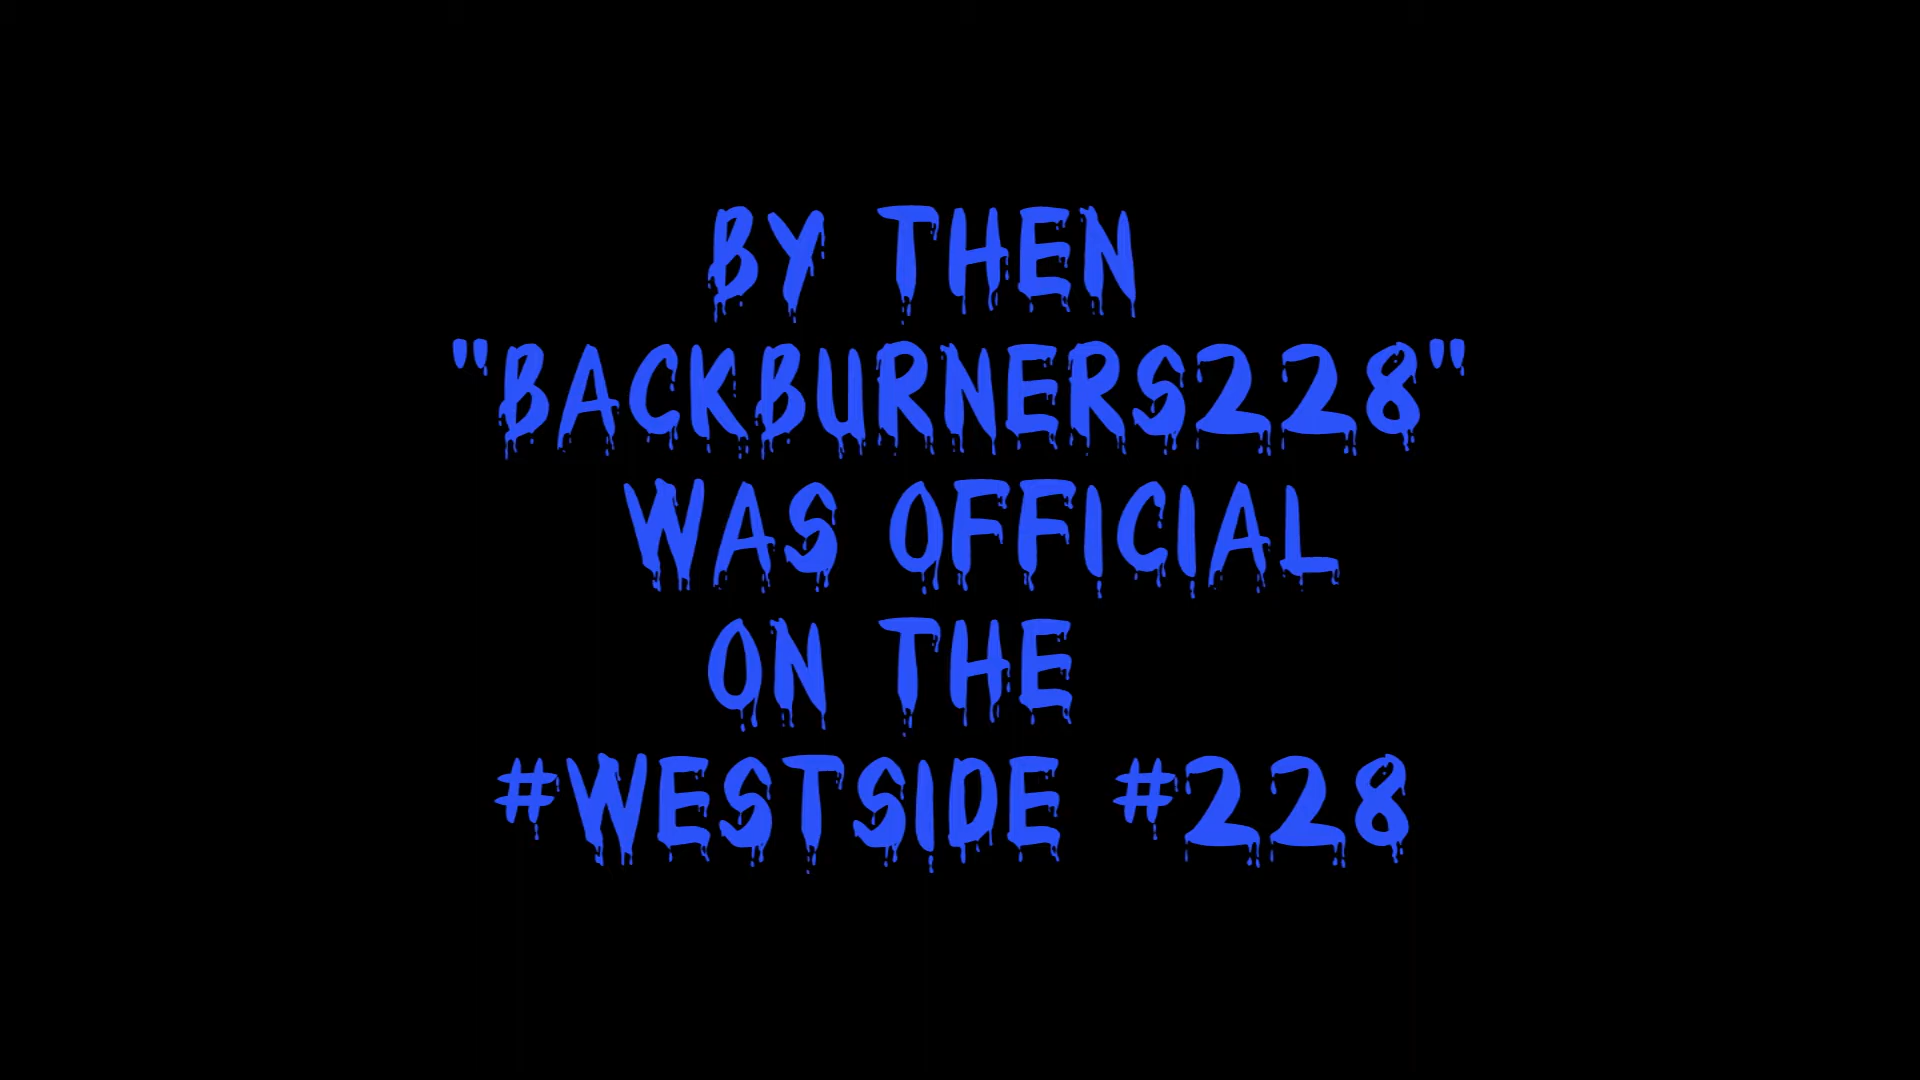 BY THEN
"BACKBURNERS228"
WAS OFFICIAL
ON THE
#WESTSIDE #228